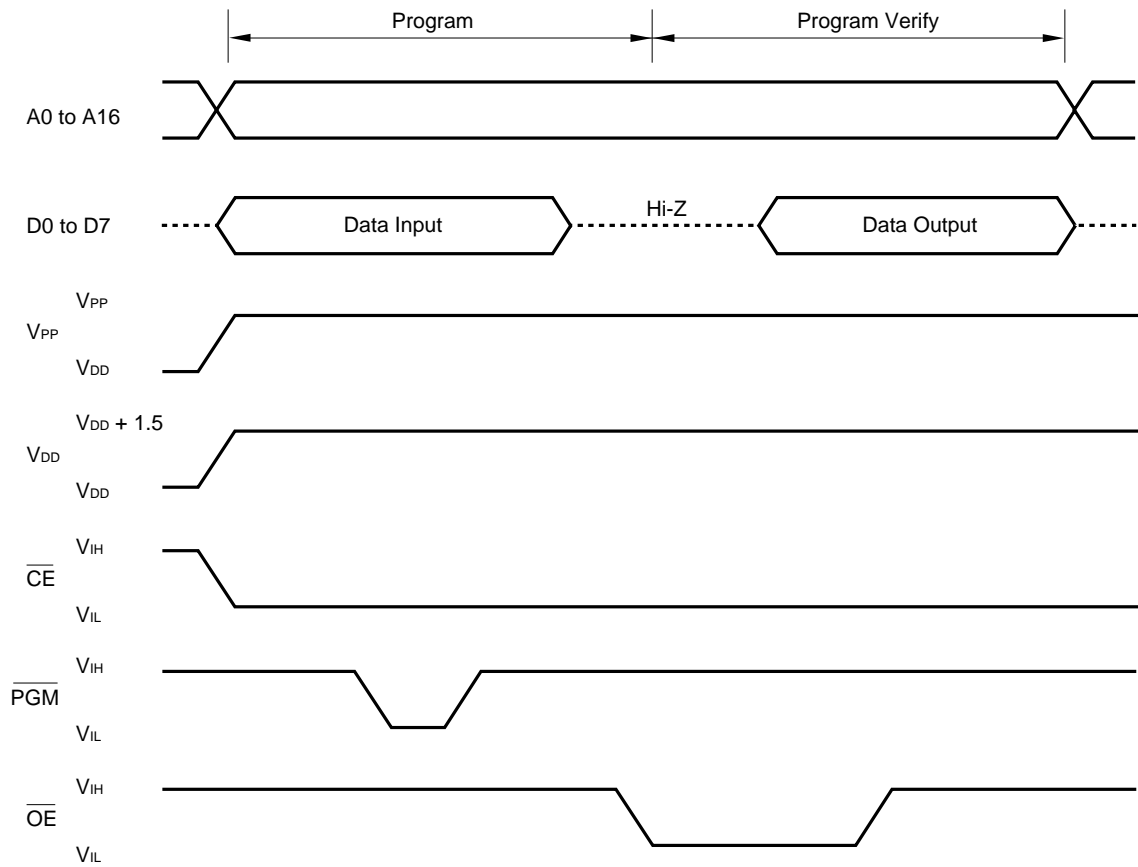 Program Program Verify
A0 to A16
D0 to D7 Data Input Hi-Z Data Output
VPP
VPP
VDD
VDD + 1.5
VDD
VDD
VIH
CE
VIL
VIH
PGM
VIL
VIH
OE
VIL